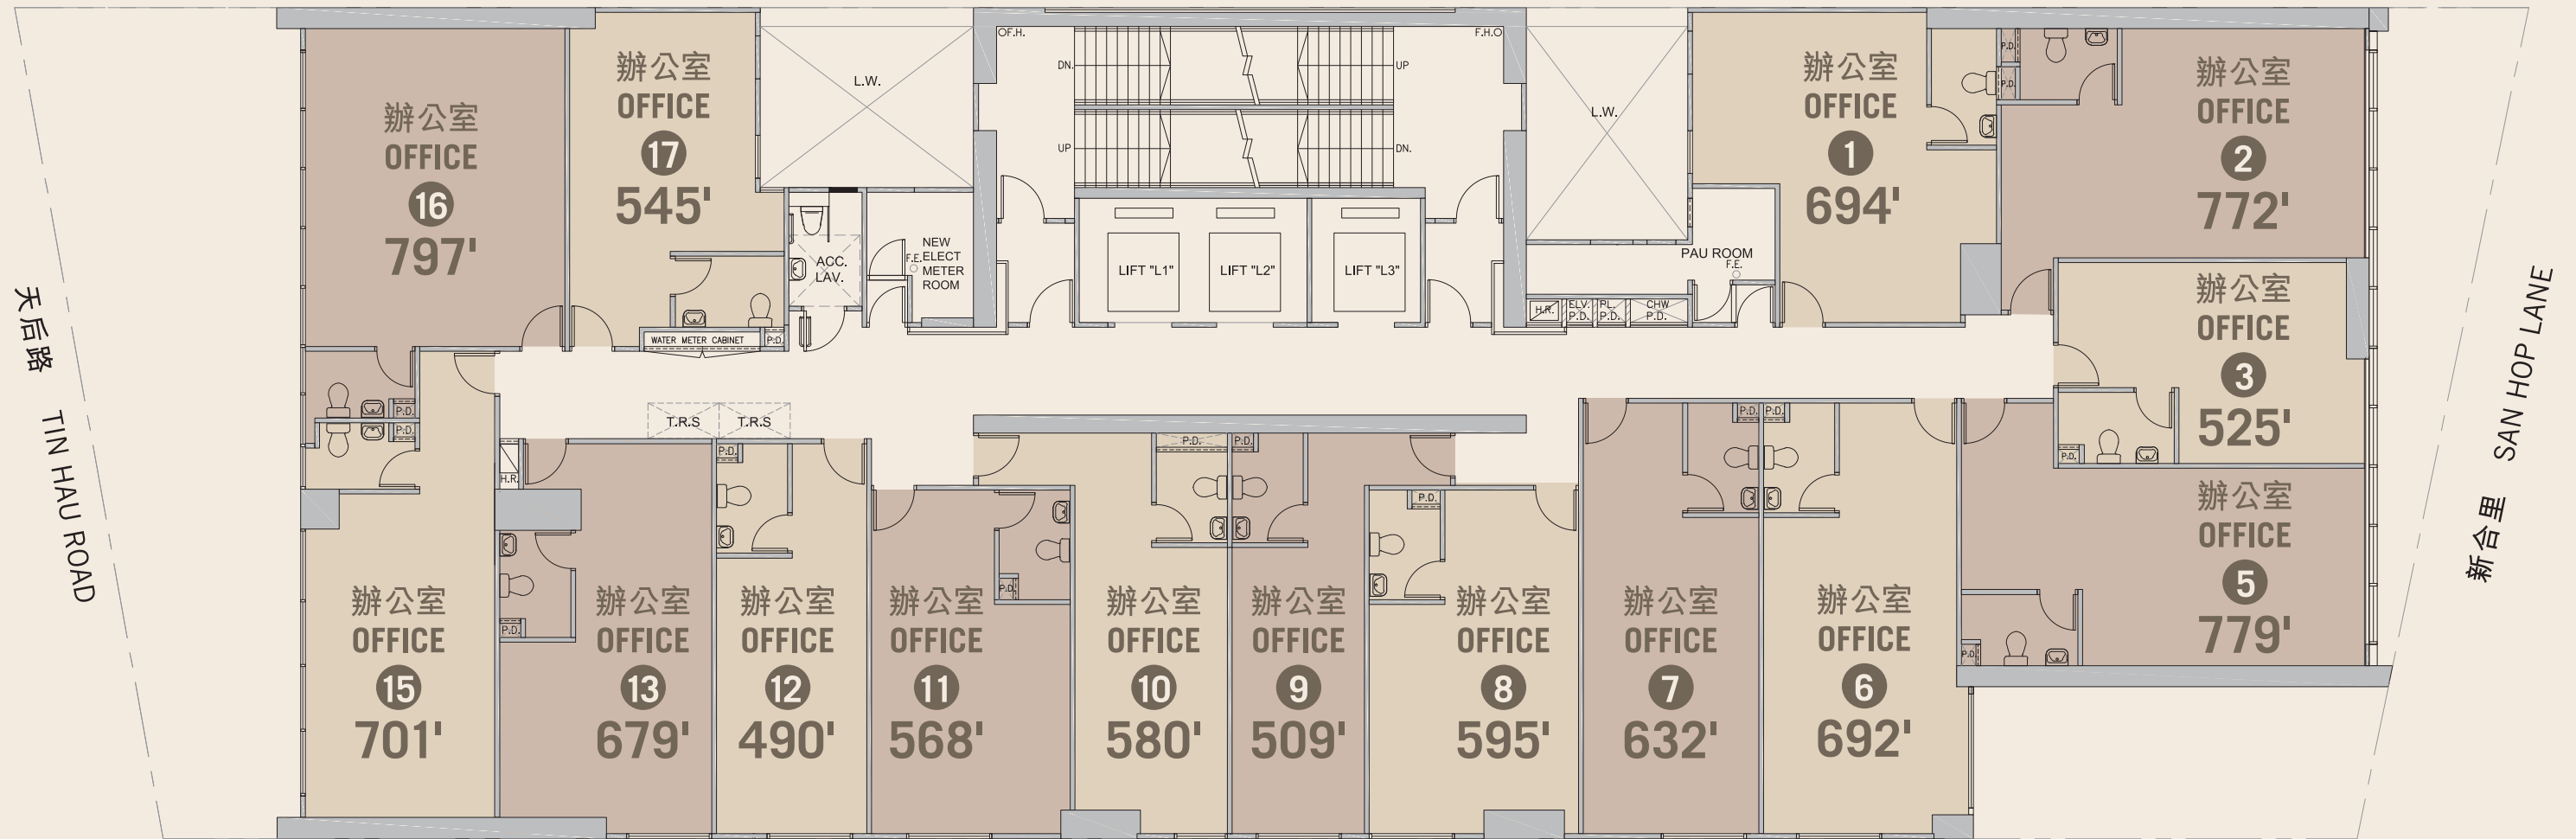 辦公室
OFFICE
16
797'
辦公室
OFFICE
17
545'
L.W.
O F.H.
F.H.O
DN.
UP
UP
DN.
L.W.
辦公室
OFFICE
1
694'
P.D.
P.D.
辦公室
OFFICE
2
772'
ACC.
LAV.
F.E.
NEW
ELECT
METER
ROOM
LIFT "L1"
LIFT "L2"
LIFT "L3"
PAU ROOM
F.E.
H.R.
ELV.
P.D.
PL.
P.D.
CHW
P.D.
WATER METER CABINET
P.D.
辦公室
OFFICE
3
525'
P.D.
天后路 TIN HAU ROAD
新合里 SAN HOP LANE
P.D.
P.D.
T.R.S
T.R.S
H.R.
辦公室
OFFICE
15
701'
P.D.
辦公室
OFFICE
13
679'
P.D.
辦公室
OFFICE
12
490'
P.D.
辦公室
OFFICE
11
568'
P.D.
辦公室
OFFICE
10
580'
P.D.
辦公室
OFFICE
9
509'
P.D.
辦公室
OFFICE
8
595'
P.D.
辦公室
OFFICE
7
632'
P.D.
辦公室
OFFICE
6
692'
P.D.
辦公室
OFFICE
5
779'